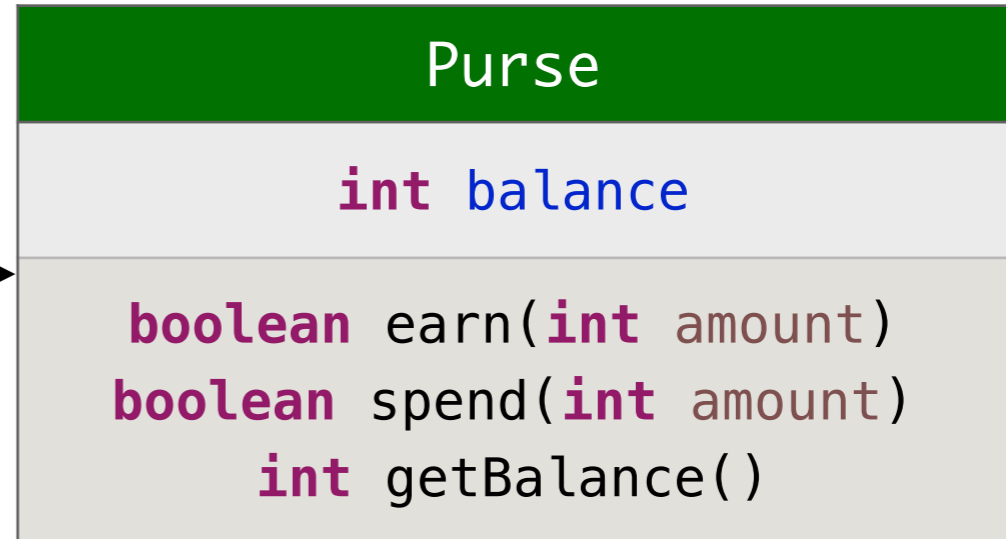 Purse
int balance
boolean earn(int amount)
boolean spend(int amount)
int getBalance()